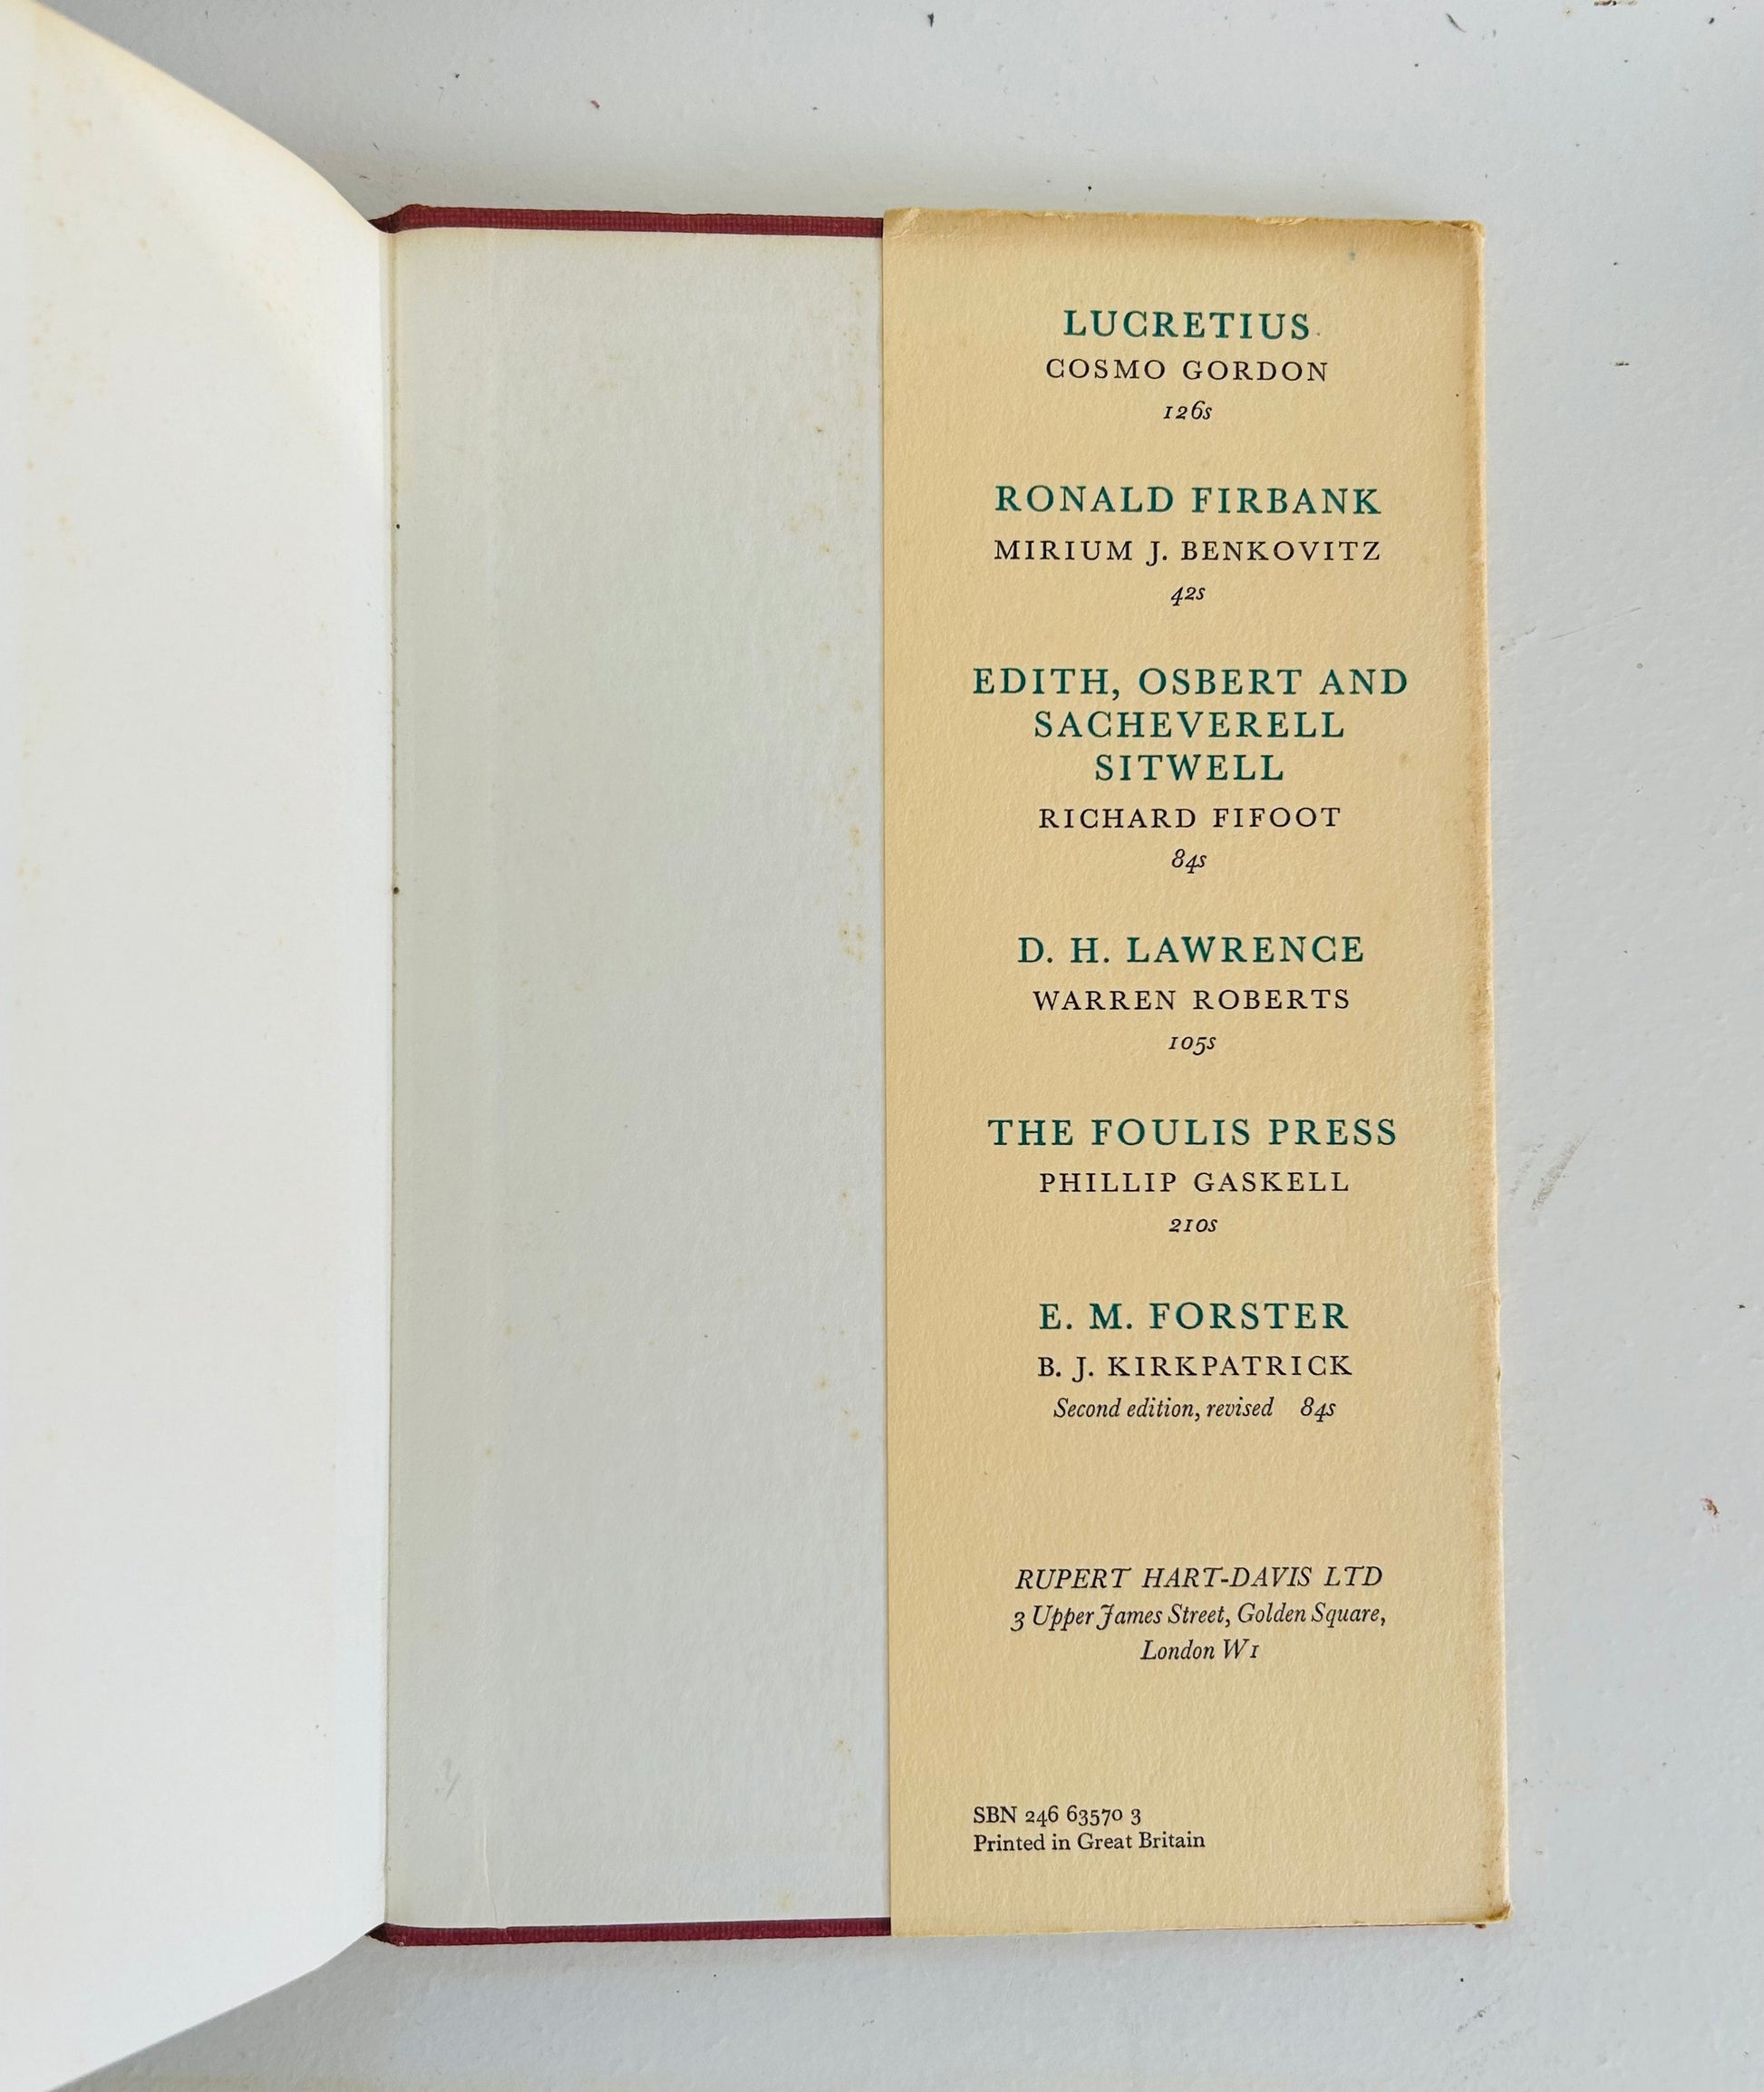 LUCRETIUS
COSMO GORDON
126s
RONALD FIRBANK
MIRIUM J. BENKOVITZ
42s
EDITH, OSBERT AND
SACHEVERELL
SITWELL
RICHARD FIFOOT
84s
D. H. LAWRENCE
WARREN ROBERTS
105s
THE FOULIS PRESS
PHILLIP GASKELL
210s
E. M. FORSTER
B. J. KIRKPATRICK
Second edition, revised 84s
RUPERT HART-DAVIS LTD
3 Upper James Street, Golden Square,
London W1
SBN 246 63570 3
Printed in Great Britain